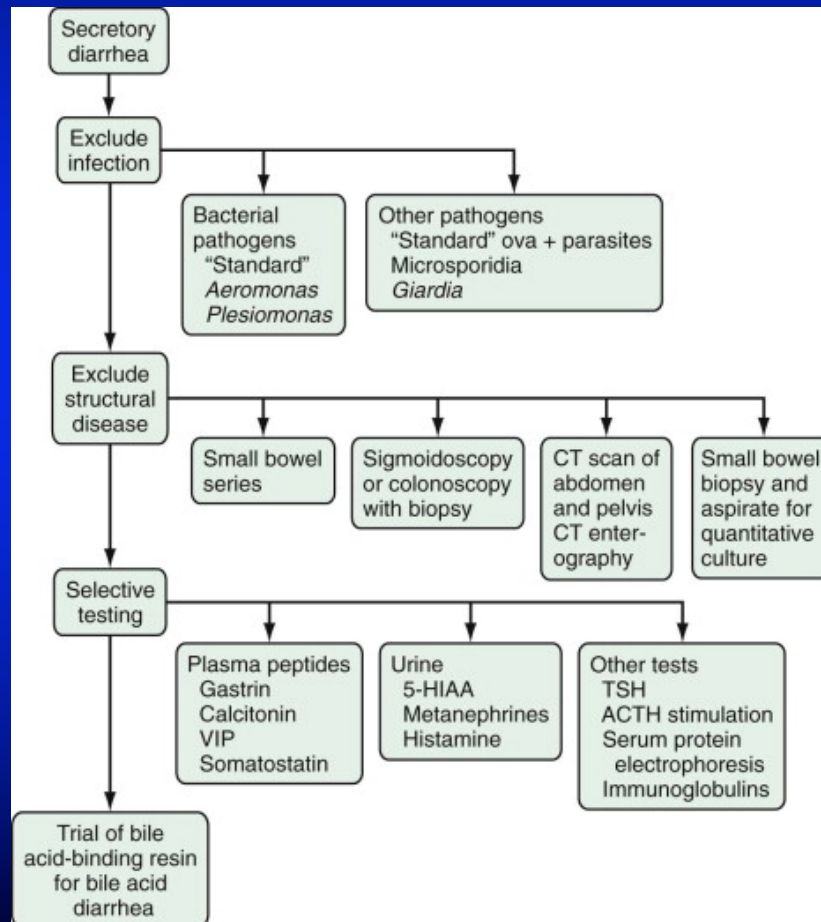 Secretory
diarrhea
Exclude
infection
Bacterial
pathogens
"Standard"
Aeromonas
Plesiomonas
Other pathogens
"Standard" ova + parasites
Microsporidia
Giardia
Exclude
structural
disease
Small bowel
series
Sigmoidoscopy
or colonoscopy
with biopsy
CT scan of
abdomen
and pelvis
CT enter-
ography
Small bowel
biopsy and
aspirate for
quantitative
culture
Selective
testing
Plasma peptides
Gastrin
Calcitonin
VIP
Somatostatin
Urine
5-HIAA
Metanephrines
Histamine
Other tests
TSH
ACTH stimulation
Serum protein
electrophoresis
Immunoglobulins
Trial of bile
acid-binding resin
for bile acid
diarrhea